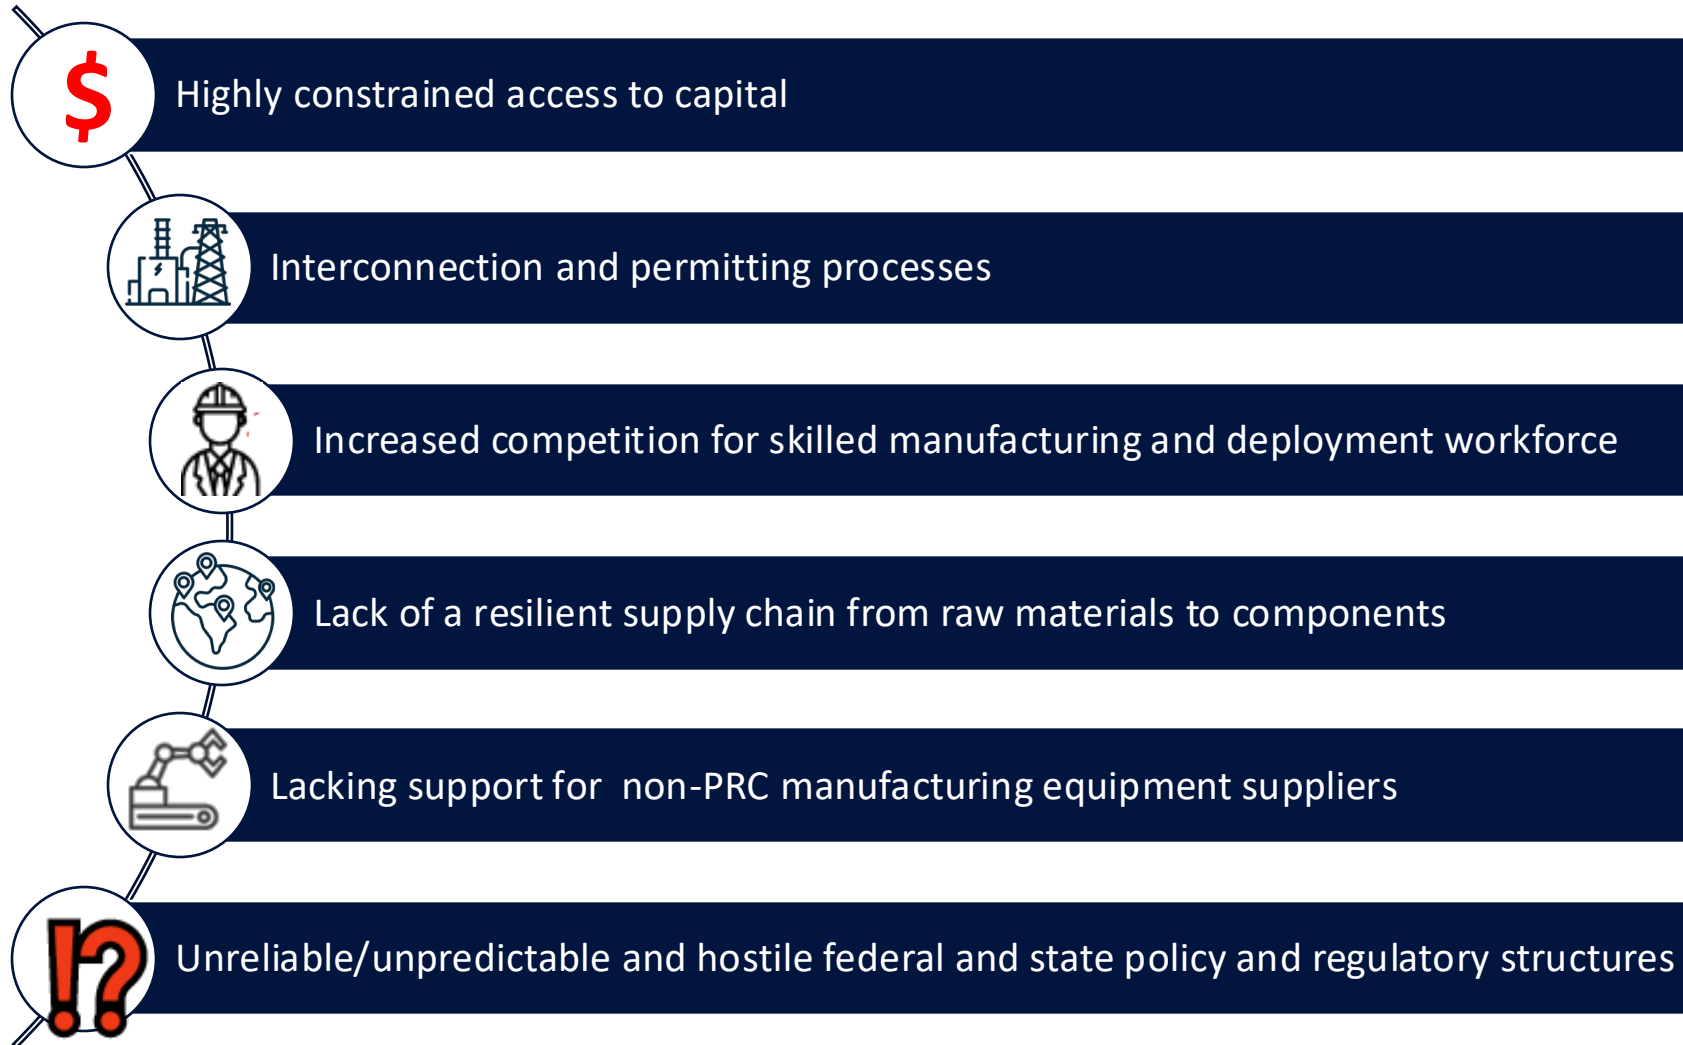 $
Highly constrained access to capital
Interconnection and permitting processes
Increased competition for skilled manufacturing and deployment workforce
Lack of a resilient supply chain from raw materials to components
Lacking support for  non-PRC manufacturing equipment suppliers
!?
Unreliable/unpredictable and hostile federal and state policy and regulatory structures